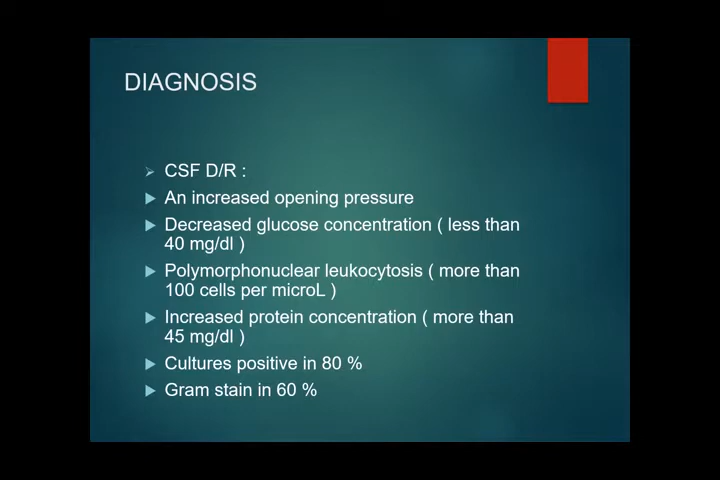 DIAGNOSIS
CSF D/R :
An increased opening pressure
Decreased glucose concentration ( less than
40 mg/dl )
Polymorphonuclear leukocytosis ( more than
100 cells per microL )
Increased protein concentration ( more than
45 mg/dl )
Cultures positive in 80 %
Gram stain in 60 %